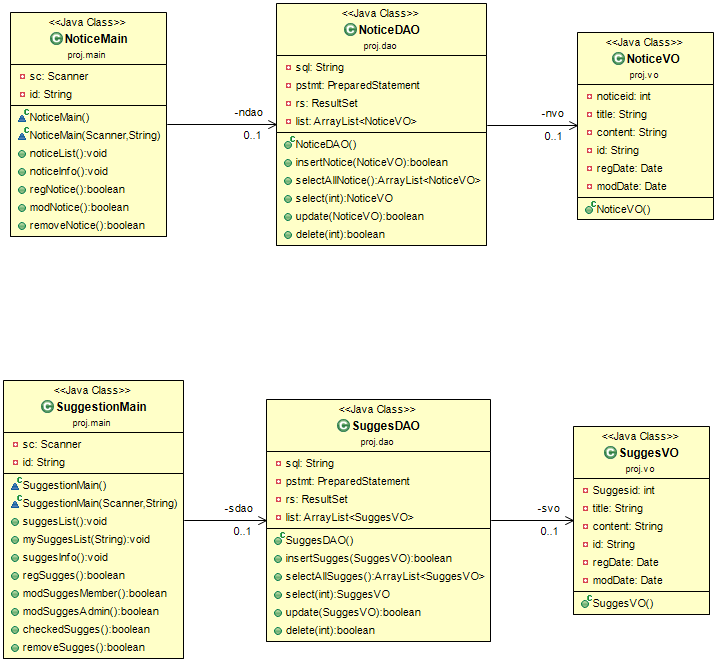 <<Java Class>>
NoticeMain
proj.main
sc: Scanner
id: String
NoticeMain()
NoticeMain(Scanner,String)
noticeList():void
noticeInfo():void
regNotice():boolean
modNotice():boolean
removeNotice():boolean
-ndao
0..1
<<Java Class>>
NoticeDAO
proj.dao
sql: String
pstmt: PreparedStatement
rs: ResultSet
list: ArrayList<NoticeVO>
NoticeDAO()
insertNotice(NoticeVO):boolean
selectAllNotice():ArrayList<NoticeVO>
select(int):NoticeVO
update(NoticeVO):boolean
delete(int):boolean
-nvo
0..1
<<Java Class>>
NoticeVO
proj.vo
noticeid: int
title: String
content: String
id: String
regDate: Date
modDate: Date
NoticeVO()
<<Java Class>>
SuggestionMain
proj.main
sc: Scanner
id: String
SuggestionMain()
SuggestionMain(Scanner,String)
suggesList():void
mySuggesList(String):void
suggesInfo():void
regSugges():boolean
modSuggesMember():boolean
modSuggesAdmin():boolean
checkedSugges():boolean
removeSugges():boolean
-sdao
0..1
<<Java Class>>
SuggesDAO
proj.dao
sql: String
pstmt: PreparedStatement
rs: ResultSet
list: ArrayList<SuggesVO>
SuggesDAO()
insertSugges(SuggesVO):boolean
selectAllSugges():ArrayList<SuggesVO>
select(int):SuggesVO
update(SuggesVO):boolean
delete(int):boolean
-svo
0..1
<<Java Class>>
SuggesVO
proj.vo
Suggesid: int
title: String
content: String
id: String
regDate: Date
modDate: Date
SuggesVO()